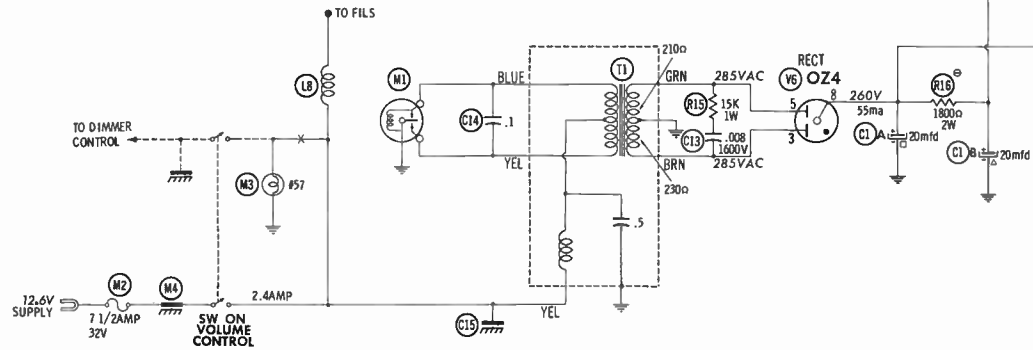 TO FILS
L8
TO DIMMER
CONTROL
M3
#57
M2
M4
12.6V
SUPPLY
7 1/2AMP
32V
SW ON
VOLUME
CONTROL
2.4AMP
C15
YEL
M1
BLUE
C14
.1
YEL
T1
210Ω
GRN
285VAC
R15
15K
1W
C13
.008
1600V
BRN
285VAC
230Ω
.5
RECT
V6 OZ4
5
3
8
260V
55ma
R16
1800Ω
2W
C1 A
20mfd
C1 B
20mfd